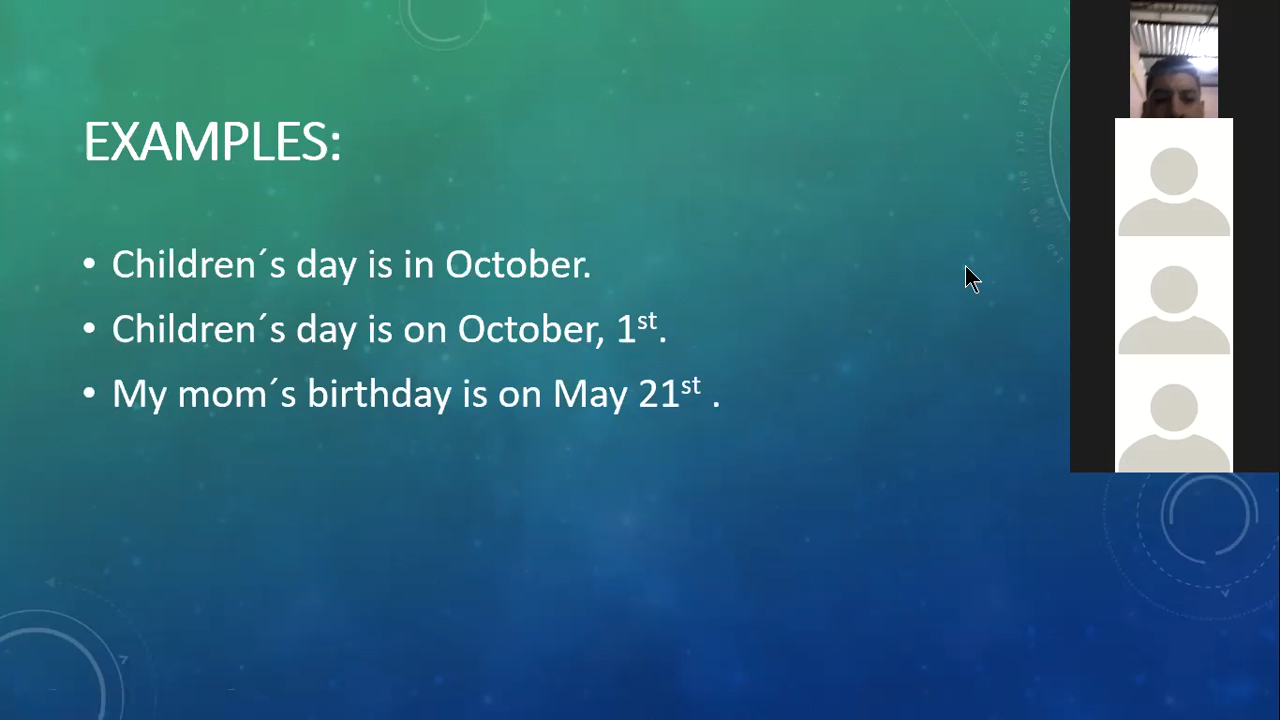 EXAMPLES:
• Children´s day is in October.
• Children´s day is on October, 1st.
• My mom´s birthday is on May 21st .